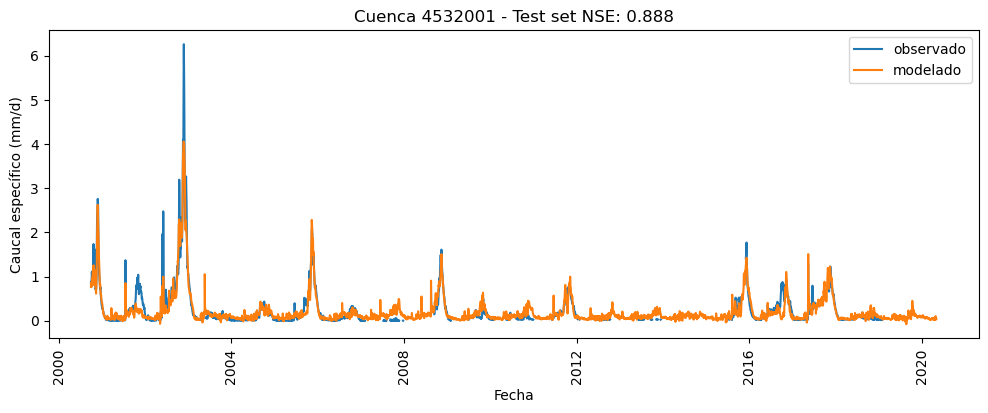 Cuenca 4532001 - Test set NSE: 0.888
observado
modelado
Caucal específico (mm/d)
6
5
4
3
2
1
0
2000
2004
2008
2012
2016
2020
Fecha